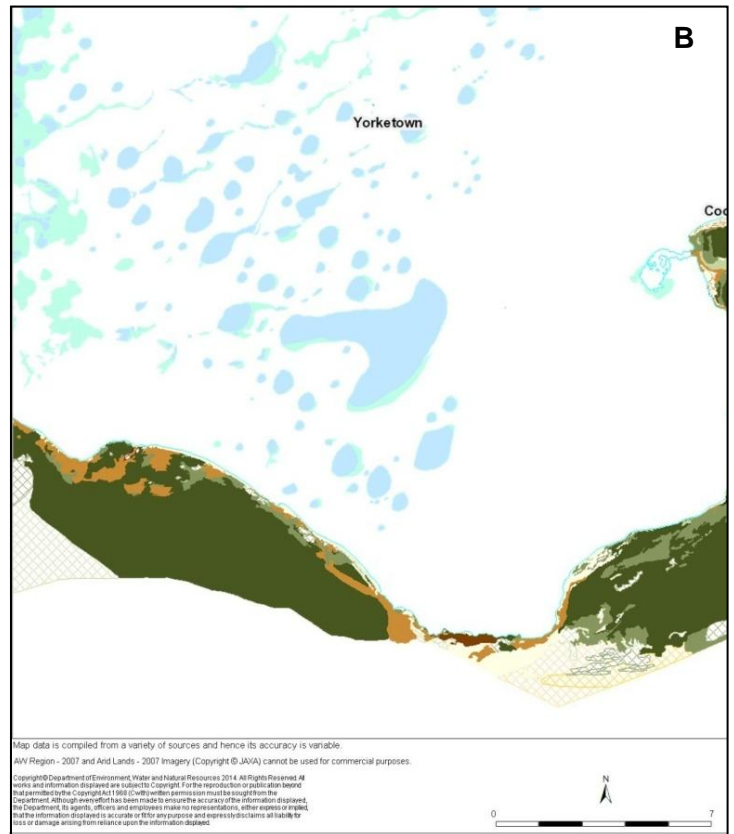 B
Yorketown
Coo
Map data is compiled from a variety of sources and hence its accuracy is variable.
AW Region - 2007 and Arid Lands - 2007 Imagery (Copyright © JAXA) cannot be used for commercial purposes.
Copyright © Department of Environment, Water and Natural Resources 2014. All Rights Reserved. All
works and information displayed are subject to Copyright. For the reproduction or publication beyond
that permitted by the Copyright Act 1968 (Cwlth) written permission must be sought from the
Department. Although every effort has been made to ensure the accuracy of the information displayed,
the Department, its agents, officers and employees make no representations, either express or implied,
that the information displayed is accurate or fit for any purpose and expressly disclaims all liability for
loss or damage arising from reliance upon the information displayed.
N
0 7